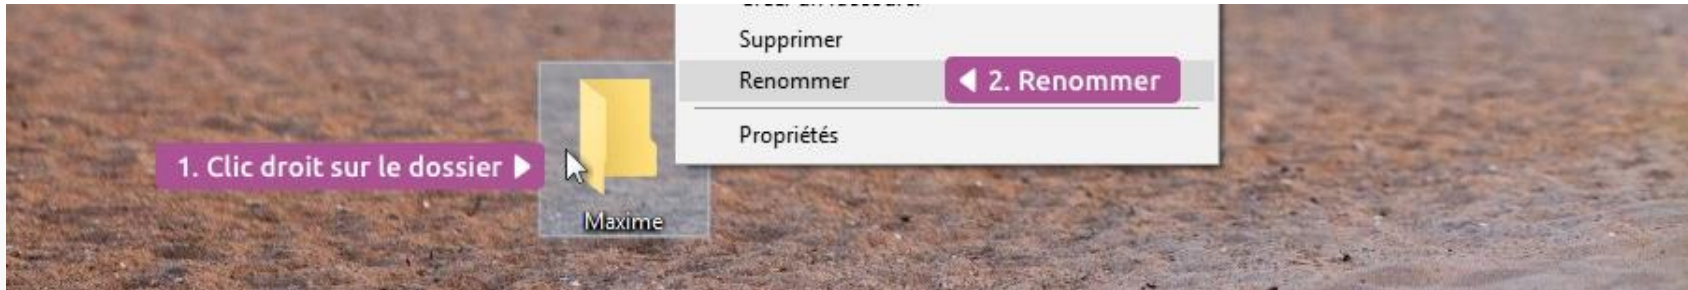 Supprimer
Renommer
2. Renommer
Propriétés
1. Clic droit sur le dossier
Maxime